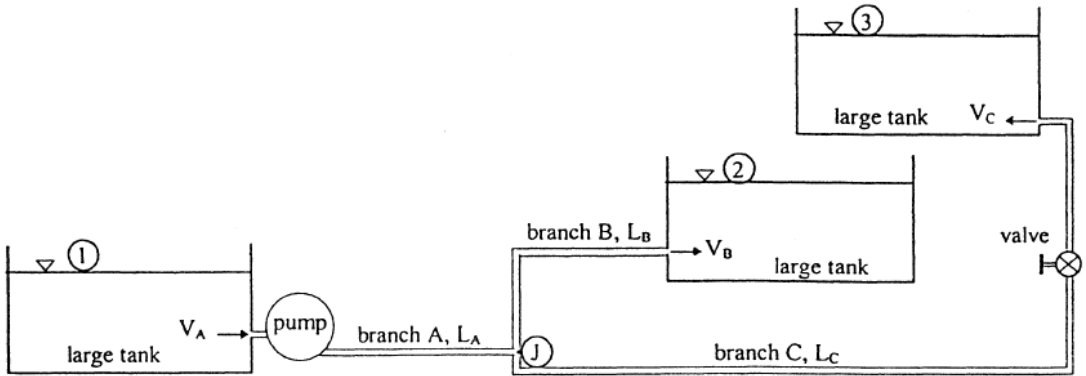 3
large tank
V_C
2
branch B, L_B
V_B
large tank
valve
1
V_A
pump
branch A, L_A
large tank
J
branch C, L_C